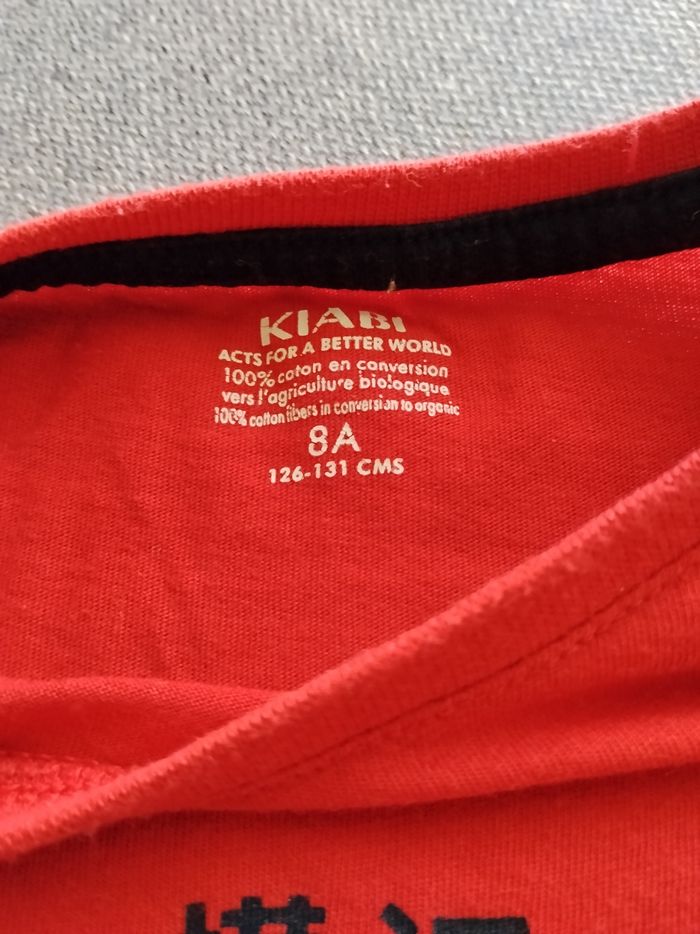 KIABI
ACTS FOR A BETTER WORLD
100% coton en conversion
vers l'agriculture biologique
100% cotton fibers in conversion to organic
8A
126-131 CMS